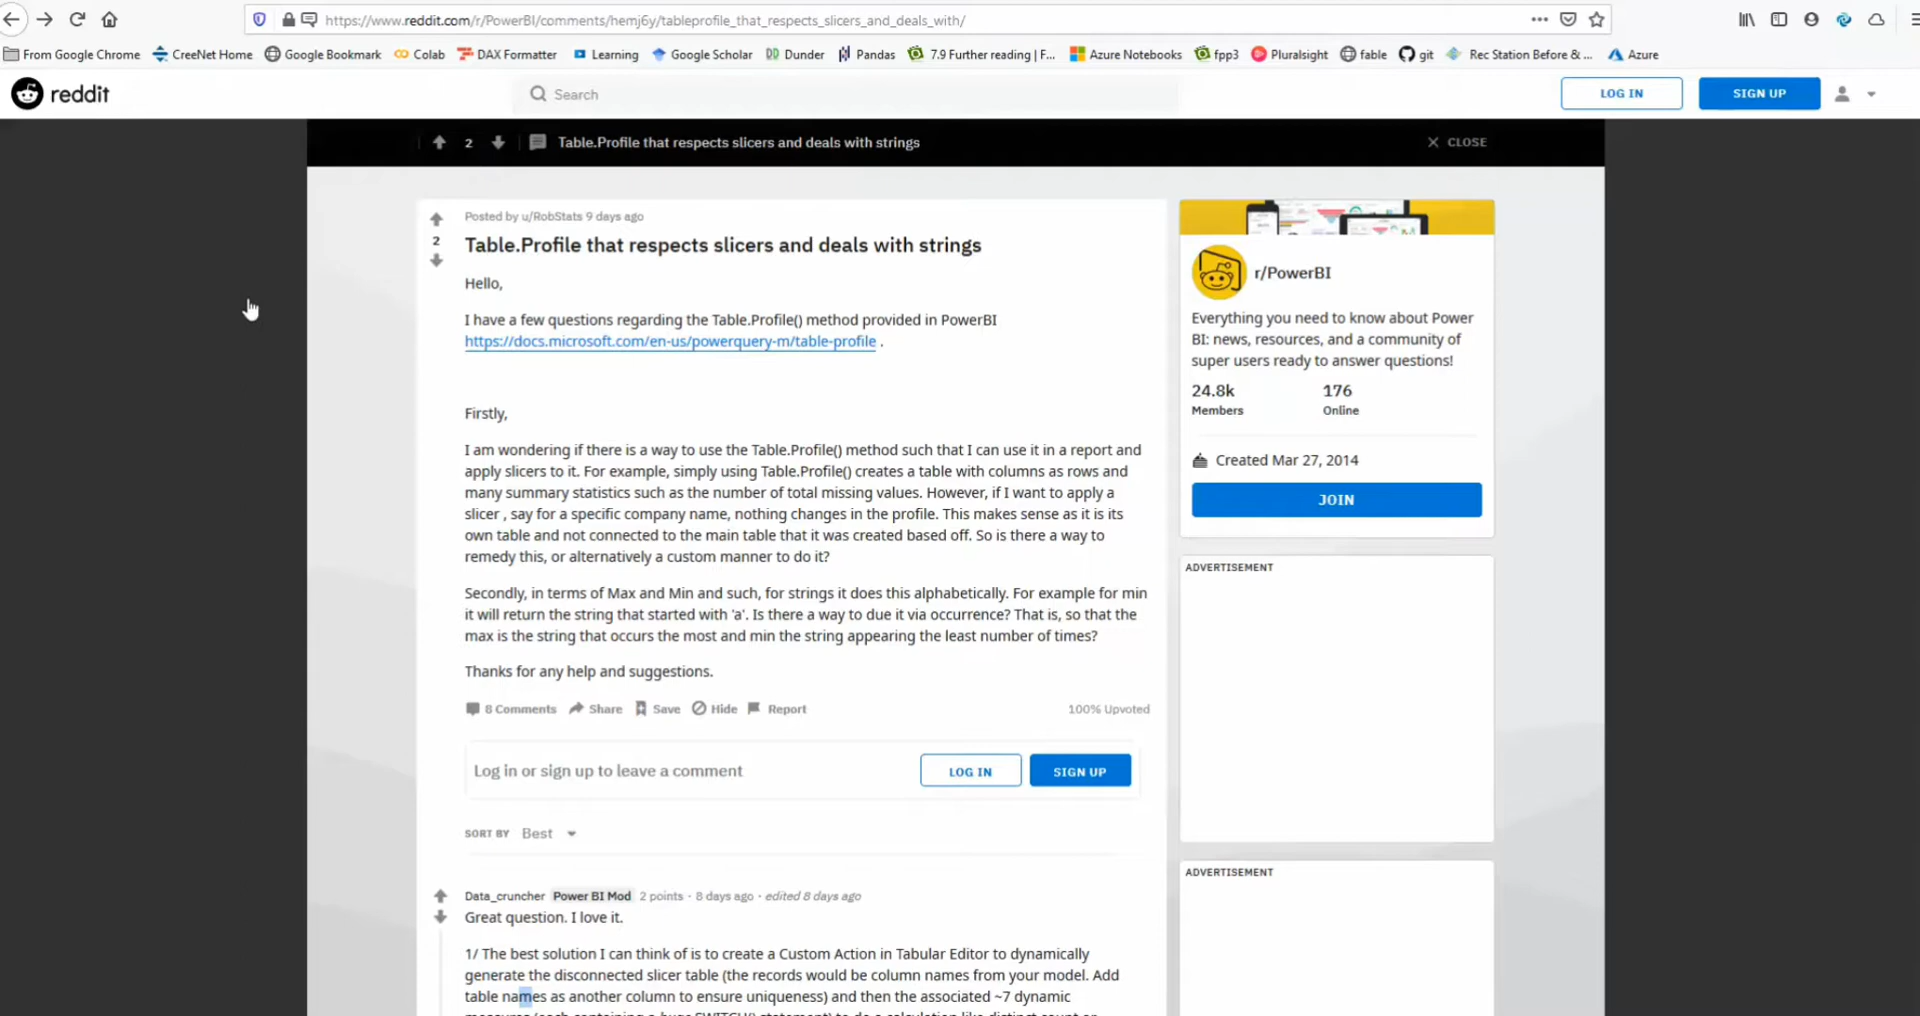 https://www.reddit.com/r/PowerBI/comments/hemj6y/tableprofile_that_respects_slicers_and_deals_with/
From Google Chrome CreeNet Home Google Bookmark Colab DAX Formatter Learning Google Scholar Dunder Pandas 7.9 Further reading | F... Azure Notebooks fpp3 Pluralsight fable git Rec Station Before & ... Azure
reddit Search LOG IN SIGN UP
2 Table.Profile that respects slicers and deals with strings CLOSE
Posted by u/RobStats 9 days ago
2
Table.Profile that respects slicers and deals with strings
Hello,
I have a few questions regarding the Table.Profile() method provided in PowerBI
https://docs.microsoft.com/en-us/powerquery-m/table-profile .
Firstly,
I am wondering if there is a way to use the Table.Profile() method such that I can use it in a report and
apply slicers to it. For example, simply using Table.Profile() creates a table with columns as rows and
many summary statistics such as the number of total missing values. However, if I want to apply a
slicer , say for a specific company name, nothing changes in the profile. This makes sense as it is its
own table and not connected to the main table that it was created based off. So is there a way to
remedy this, or alternatively a custom manner to do it?
Secondly, in terms of Max and Min and such, for strings it does this alphabetically. For example for min
it will return the string that started with 'a'. Is there a way to due it via occurrence? That is, so that the
max is the string that occurs the most and min the string appearing the least number of times?
Thanks for any help and suggestions.
8 Comments Share Save Hide Report 100% Upvoted
Log in or sign up to leave a comment LOG IN SIGN UP
SORT BY Best
Data_cruncher Power BI Mod 2 points · 8 days ago · edited 8 days ago
Great question. I love it.
1/ The best solution I can think of is to create a Custom Action in Tabular Editor to dynamically
generate the disconnected slicer table (the records would be column names from your model. Add
table names as another column to ensure uniqueness) and then the associated ~7 dynamic
measures (each containing a huge SWITCH() statement) to do a calculation like distinct count or
r/PowerBI
Everything you need to know about Power
BI: news, resources, and a community of
super users ready to answer questions!
24.8k 176
Members Online
Created Mar 27, 2014
JOIN
ADVERTISEMENT
ADVERTISEMENT